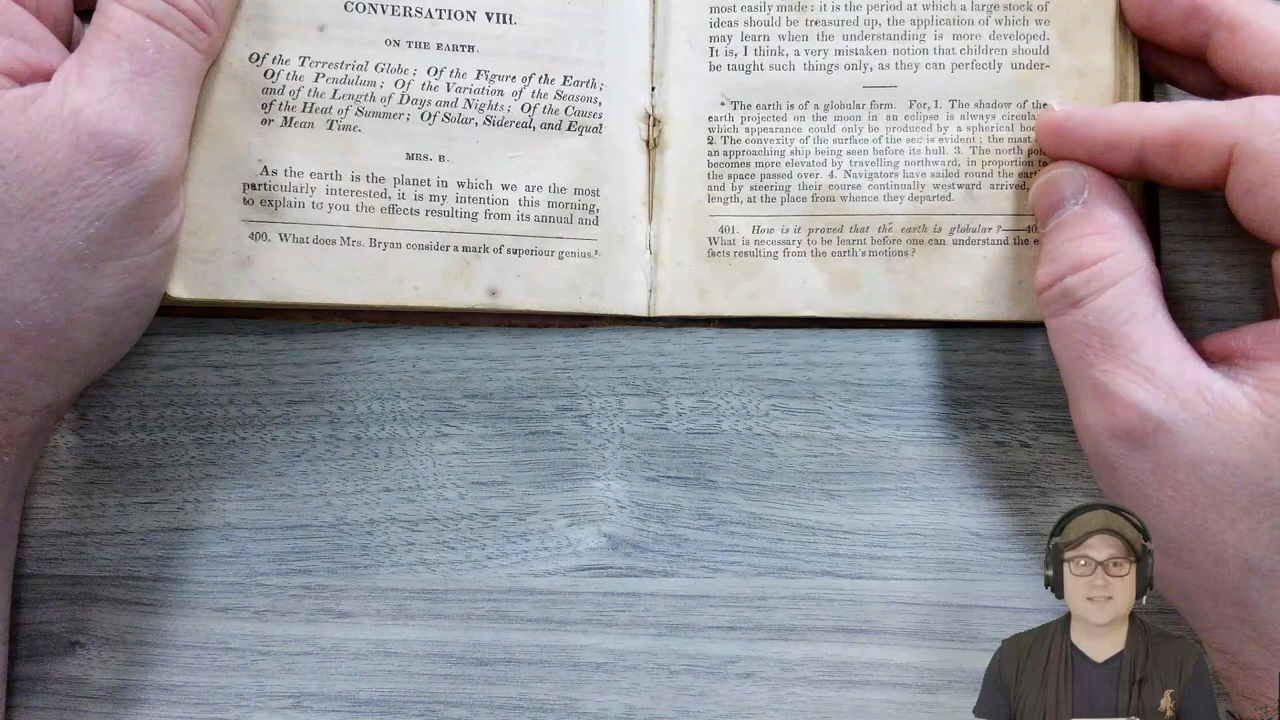 CONVERSATION VIII.
ON THE EARTH.
Of the Terrestrial Globe; Of the Figure of the Earth;
Of the Pendulum; Of the Variation of the Seasons,
and of the Length of Days and Nights; Of the Causes
of the Heat of Summer; Of Solar, Sidereal, and Equal
or Mean Time.
MRS. B.
As the earth is the planet in which we are the most
particularly interested, it is my intention this morning,
to explain to you the effects resulting from its annual and
400. What does Mrs. Bryan consider a mark of superior genius?
most easily made: it is the period at which a large stock of
ideas should be treasured up, the application of which we
may learn when the understanding is more developed.
It is, I think, a very mistaken notion that children should
be taught such things only, as they can perfectly under-
* The earth is of a globular form. For, 1. The shadow of the
earth projected on the moon in an eclipse is always circula
which appearance could only be produced by a spherical bo
2. The convexity of the surface of the sea is evident; the mast
an approaching ship being seen before its hull. 3. The north pol
becomes more elevated by travelling northward, in proportion to
the space passed over. 4. Navigators have sailed round the eart
and by steering their course continually westward arrived,
length, at the place from whence they departed.
401. How is it proved that the earth is globular?—40
What is necessary to be learnt before one can understand the e
fects resulting from the earth's motions?